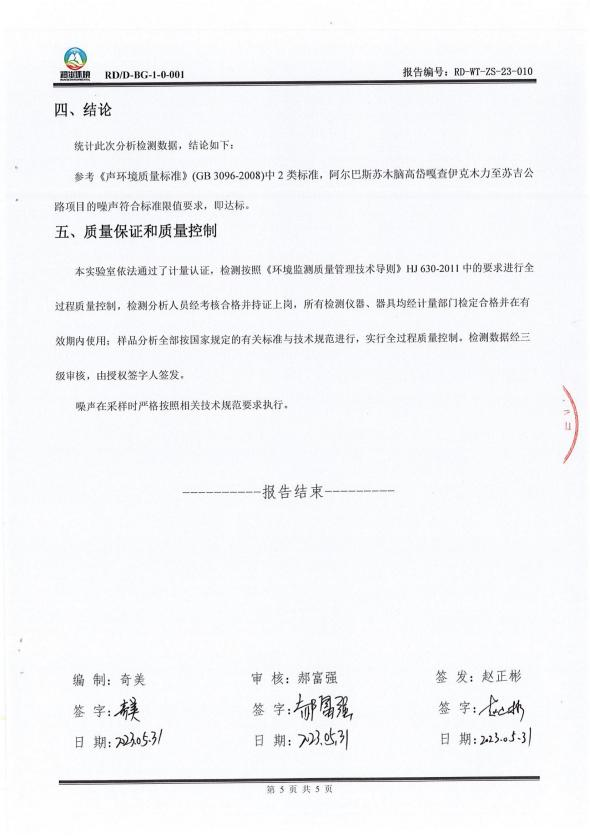 RD/D-BG-1-0-001
报告编号：RD-WT-ZS-23-010
四、结论
统计此次分析检测数据，结论如下：
参考《声环境质量标准》(GB 3096-2008)中 2 类标准，阿尔巴斯苏木脑高岱嘎查伊克木力至苏吉公
路项目的噪声符合标准限值要求，即达标。
五、质量保证和质量控制
本实验室依法通过了计量认证，检测按照《环境监测质量管理技术导则》HJ 630-2011 中的要求进行全
过程质量控制，检测分析人员经考核合格并持证上岗，所有检测仪器、器具均经计量部门检定合格并在有
效期内使用；样品分析全部按国家规定的有关标准与技术规范进行，实行全过程质量控制。检测数据经三
级审核，由授权签字人签发。
噪声在采样时严格按照相关技术规范要求执行。
----------报告结束---------
编 制：奇美
审 核：郝富强
签 发：赵正彬
签 字：奇美
签 字：郝富强
签 字：
日 期：2023.05.31
日 期：2023.05.31
日 期：2023.05.31
第 5 页 共 5 页